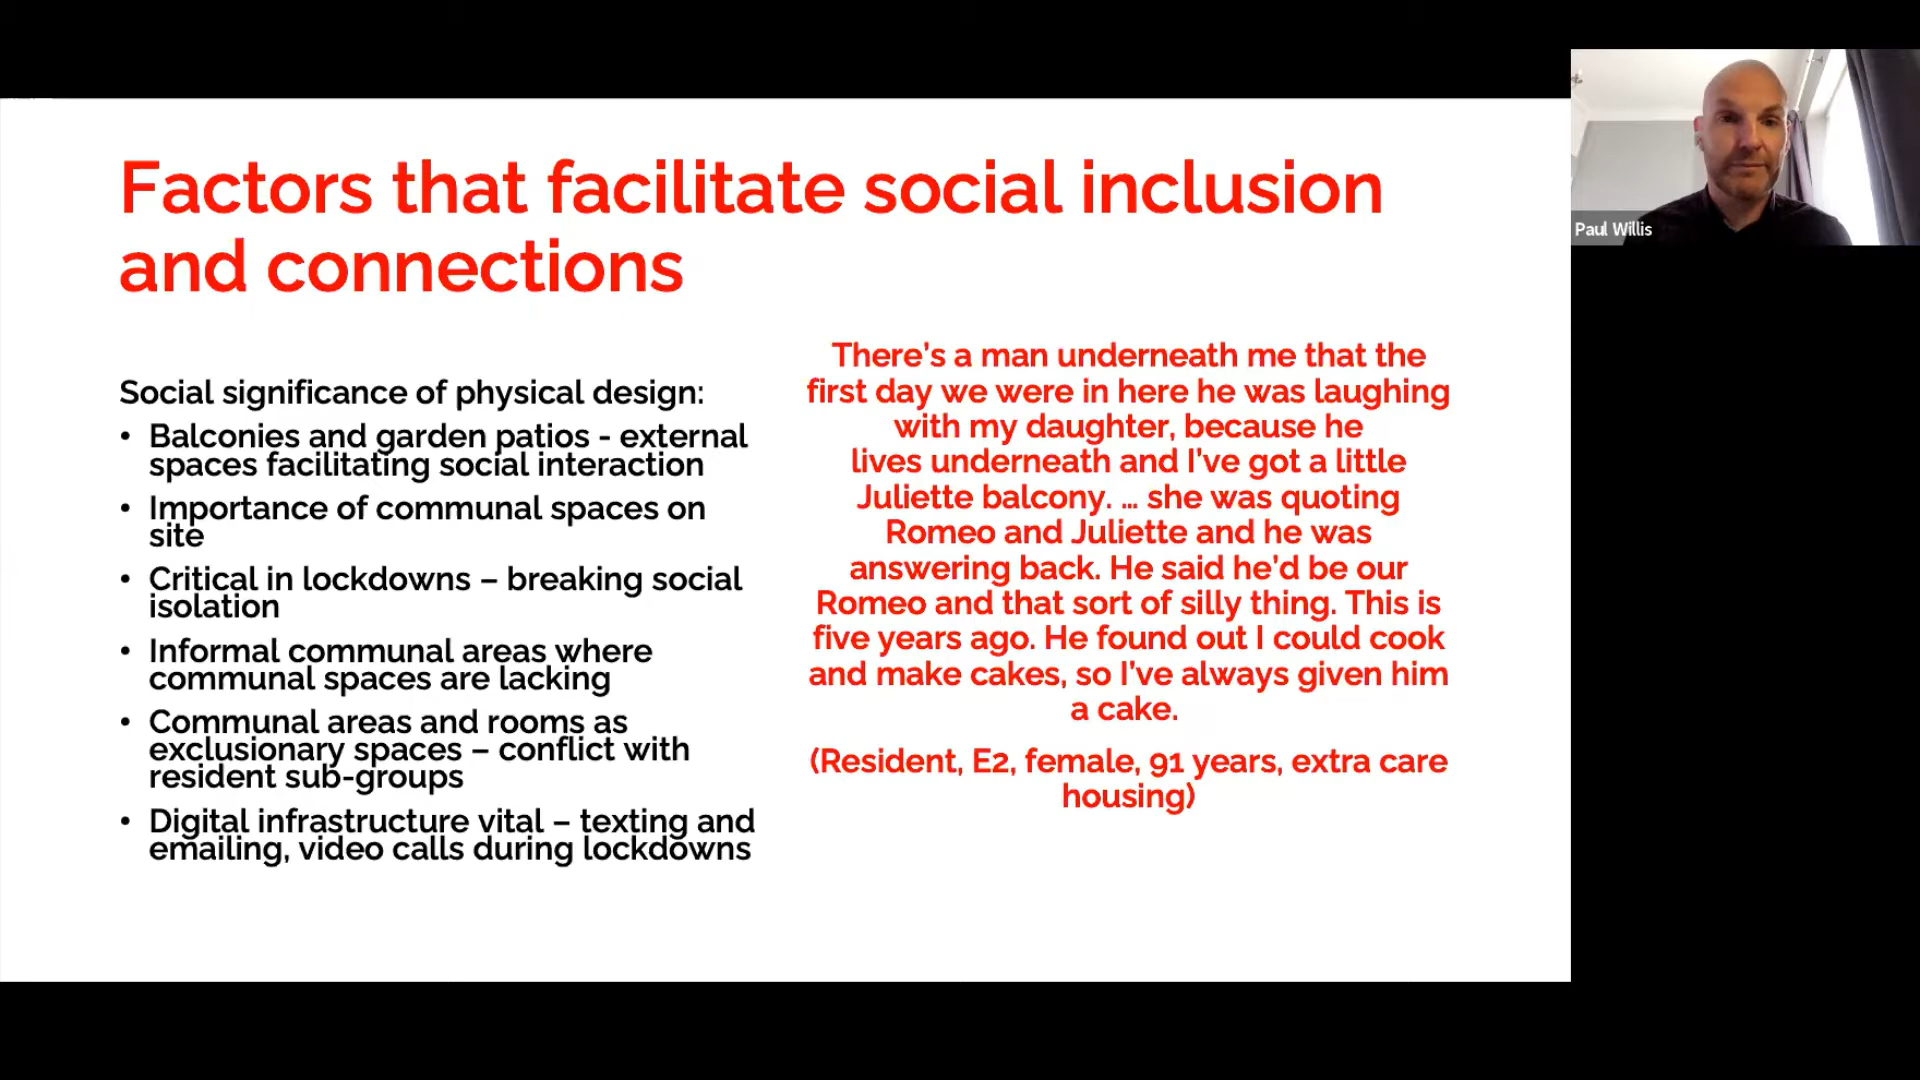 Factors that facilitate social inclusion
and connections
Social significance of physical design:
• Balconies and garden patios - external
spaces facilitating social interaction
• Importance of communal spaces on
site
• Critical in lockdowns – breaking social
isolation
• Informal communal areas where
communal spaces are lacking
• Communal areas and rooms as
exclusionary spaces – conflict with
resident sub-groups
• Digital infrastructure vital – texting and
emailing, video calls during lockdowns
There's a man underneath me that the
first day we were in here he was laughing
with my daughter, because he
lives underneath and I've got a little
Juliette balcony. … she was quoting
Romeo and Juliette and he was
answering back. He said he'd be our
Romeo and that sort of silly thing. This is
five years ago. He found out I could cook
and make cakes, so I've always given him
a cake.
(Resident, E2, female, 91 years, extra care
housing)
Paul Willis